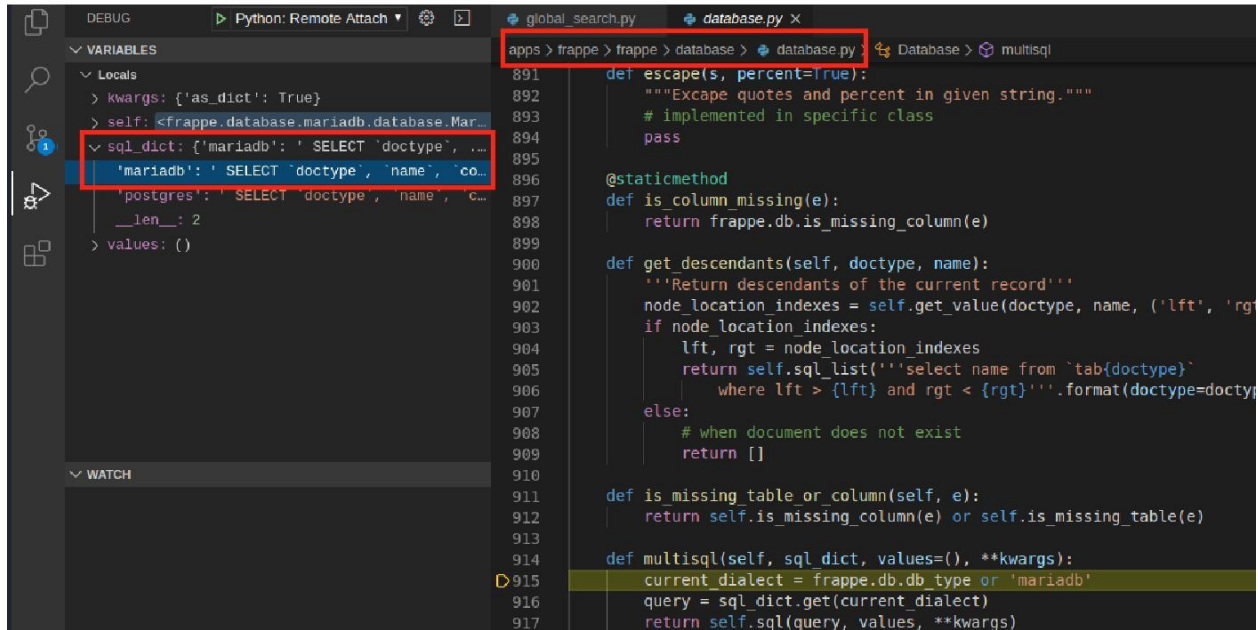 DEBUG
Python: Remote Attach
VARIABLES
Locals
kwargs: {'as_dict': True}
self: <frappe.database.mariadb.database.Mar...
sql_dict: {'mariadb': ' SELECT `doctype`, ...
'mariadb': ' SELECT `doctype`, `name`, `co...
'postgres': ' SELECT `doctype`, `name`, `c...
__len__: 2
values: ()
1
WATCH
global_search.py
database.py
apps > frappe > frappe > database > database.py > Database > multisql
891 def escape(s, percent=True):
892 """Excape quotes and percent in given string."""
893 # implemented in specific class
894 pass
895
896 @staticmethod
897 def is_column_missing(e):
898 return frappe.db.is_missing_column(e)
899
900 def get_descendants(self, doctype, name):
901 '''Return descendants of the current record'''
902 node_location_indexes = self.get_value(doctype, name, ('lft', 'rgt
903 if node_location_indexes:
904 lft, rgt = node_location_indexes
905 return self.sql_list('''select name from `tab{doctype}`
906 where lft > {lft} and rgt < {rgt}'''.format(doctype=doctyp
907 else:
908 # when document does not exist
909 return []
910
911 def is_missing_table_or_column(self, e):
912 return self.is_missing_column(e) or self.is_missing_table(e)
913
914 def multisql(self, sql_dict, values=(), **kwargs):
915 current_dialect = frappe.db.db_type or 'mariadb'
916 query = sql_dict.get(current_dialect)
917 return self.sql(query, values, **kwargs)